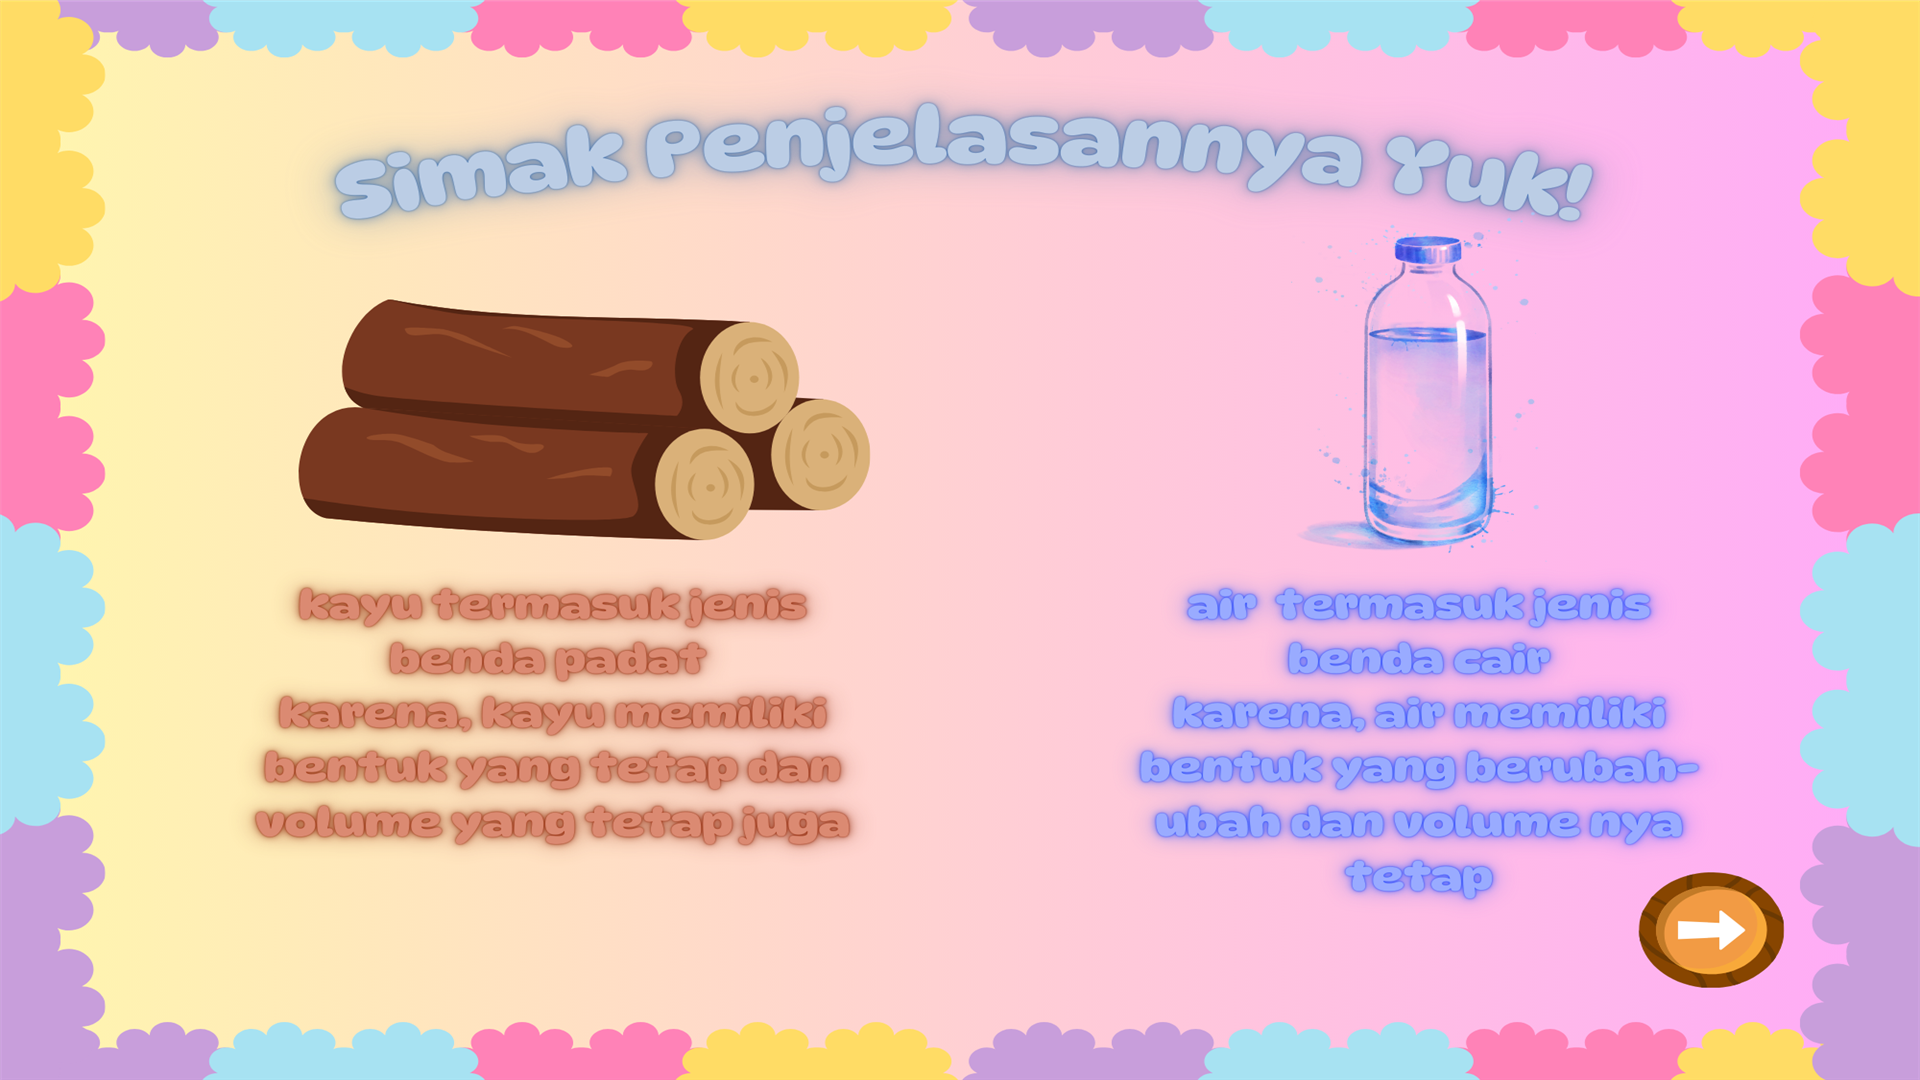 Simak Penjelasannya Yuk!
kayu termasuk jenis
benda padat
karena, kayu memiliki
bentuk yang tetap dan
volume yang tetap juga
air termasuk jenis
benda cair
karena, air memiliki
bentuk yang berubah-
ubah dan volume nya
tetap